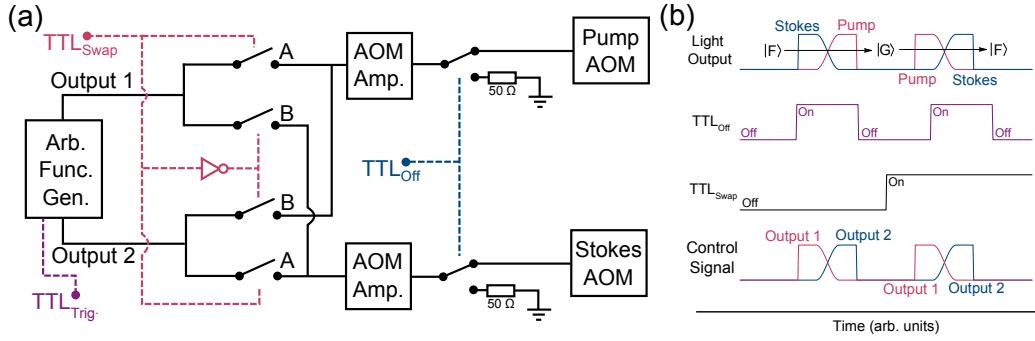 (a)
TTL_Swap
Output 1
A
B
Arb.
Func.
Gen.
B
A
Output 2
TTL_Trig.
AOM
Amp.
50 Ω
Pump
AOM
TTL_Off
AOM
Amp.
50 Ω
Stokes
AOM
(b)
Light
Output
Stokes
Pump
|F⟩
|G⟩
|F⟩
Pump
Stokes
TTL_Off
Off
On
Off
On
Off
TTL_Swap
Off
On
Control
Signal
Output 1
Output 2
Output 1
Output 2
Time (arb. units)